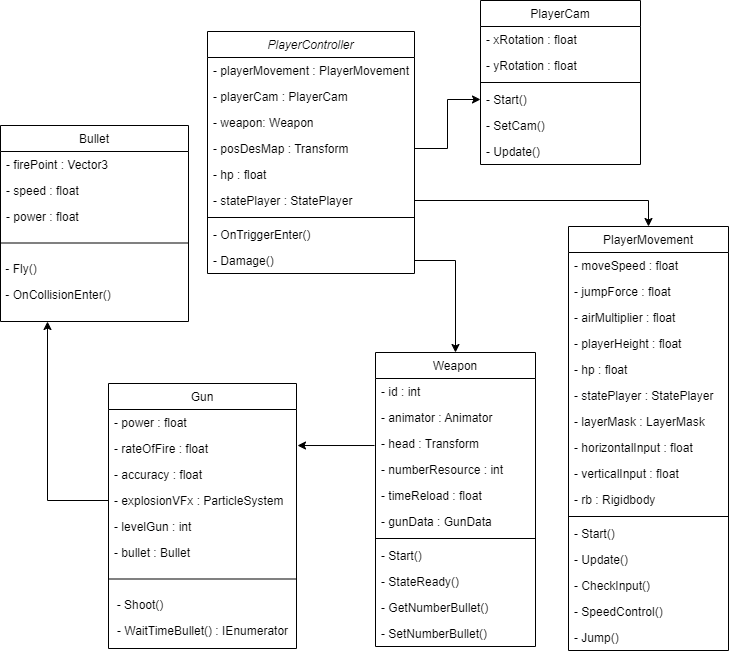 PlayerCam
- xRotation : float
- yRotation : float
- Start()
- SetCam()
- Update()
PlayerController
- playerMovement : PlayerMovement
- playerCam : PlayerCam
- weapon: Weapon
- posDesMap : Transform
- hp : float
- statePlayer : StatePlayer
- OnTriggerEnter()
- Damage()
Bullet
- firePoint : Vector3
- speed : float
- power : float
- Fly()
- OnCollisionEnter()
PlayerMovement
- moveSpeed : float
- jumpForce : float
- airMultiplier : float
- playerHeight : float
- hp : float
- statePlayer : StatePlayer
- layerMask : LayerMask
- horizontalInput : float
- verticalInput : float
- rb : Rigidbody
- Start()
- Update()
- CheckInput()
- SpeedControl()
- Jump()
Weapon
- id : int
- animator : Animator
- head : Transform
- numberResource : int
- timeReload : float
- gunData : GunData
- Start()
- StateReady()
- GetNumberBullet()
- SetNumberBullet()
Gun
- power : float
- rateOfFire : float
- accuracy : float
- explosionVFx : ParticleSystem
- levelGun : int
- bullet : Bullet
- Shoot()
- WaitTimeBullet() : IEnumerator